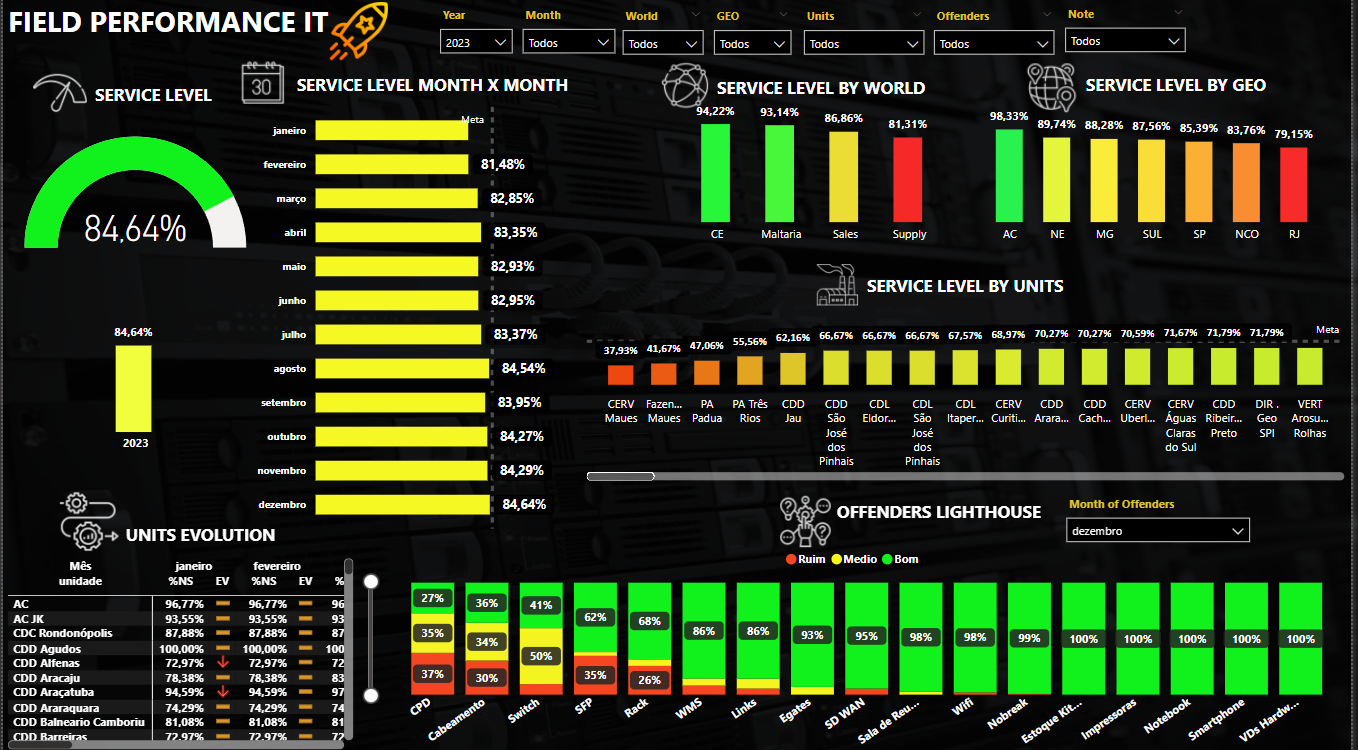 FIELD PERFORMANCE IT
Year
Month
World
GEO
Units
Offenders
Note
2023
Todos
Todos
Todos
Todos
Todos
Todos
SERVICE LEVEL
84,64%
84,64%
2023
30
SERVICE LEVEL MONTH X MONTH
Meta
janeiro
fevereiro 81,48%
março 82,85%
abril 83,35%
maio 82,93%
junho 82,95%
julho 83,37%
agosto 84,54%
setembro 83,95%
outubro 84,27%
novembro 84,29%
dezembro 84,64%
SERVICE LEVEL BY WORLD
94,22% 93,14% 86,86% 81,31%
CE Maltaria Sales Supply
SERVICE LEVEL BY GEO
98,33% 89,74% 88,28% 87,56% 85,39% 83,76% 79,15%
AC NE MG SUL SP NCO RJ
SERVICE LEVEL BY UNITS
Meta
37,93% 41,67% 47,06% 55,56% 62,16% 66,67% 66,67% 66,67% 67,57% 68,97% 70,27% 70,27% 70,59% 71,67% 71,79% 71,79%
CERV Fazen... PA PA Três CDD CDD CDL CDL CDL CERV CDD CDD CERV CERV CDD DIR . VERT
Maues Maues Padua Rios Jau São Eldor... São Itaper... Curiti... Arara... Cach... Uberl... Águas Ribeir... Geo Arosu...
José José Claras Preto SPI Rolhas
dos dos do Sul
Pinhais Pinhais
UNITS EVOLUTION
Mês janeiro fevereiro
unidade %NS EV %NS EV %
AC 96,77% 96,77% 96
AC JK 93,55% 93,55% 93
CDC Rondonópolis 87,88% 87,88% 87
CDD Agudos 100,00% 100,00% 100
CDD Alfenas 72,97% 72,97% 72
CDD Aracaju 78,38% 78,38% 83
CDD Araçatuba 94,59% 94,59% 97
CDD Araraquara 74,29% 74,29% 74
CDD Balneario Camboriu 81,08% 81,08% 81
CDD Barreiras 72,97% 72,97% 72
OFFENDERS LIGHTHOUSE
Month of Offenders
dezembro
Ruim Medio Bom
27% 36% 41% 62% 68% 86% 86% 93% 95% 98% 98% 99% 100% 100% 100% 100% 100%
35% 34% 50%
37% 30% 35% 26%
CPD Cabeamento Switch SFP Rack WMS Links Egates SD WAN Sala de Reu... Wifi Nobreak Estoque Kit... Impressoras Notebook Smartphone VDs Hardw...